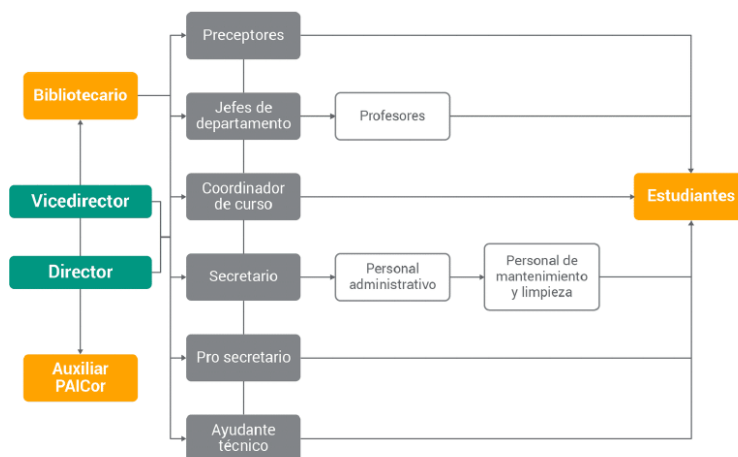 Preceptores
Bibliotecario
Jefes de
departamento
Profesores
Vicedirector
Coordinador
de curso
Estudiantes
Director
Secretario
Personal
administrativo
Personal de
mantenimiento
y limpieza
Auxiliar
PAICor
Pro secretario
Ayudante
técnico